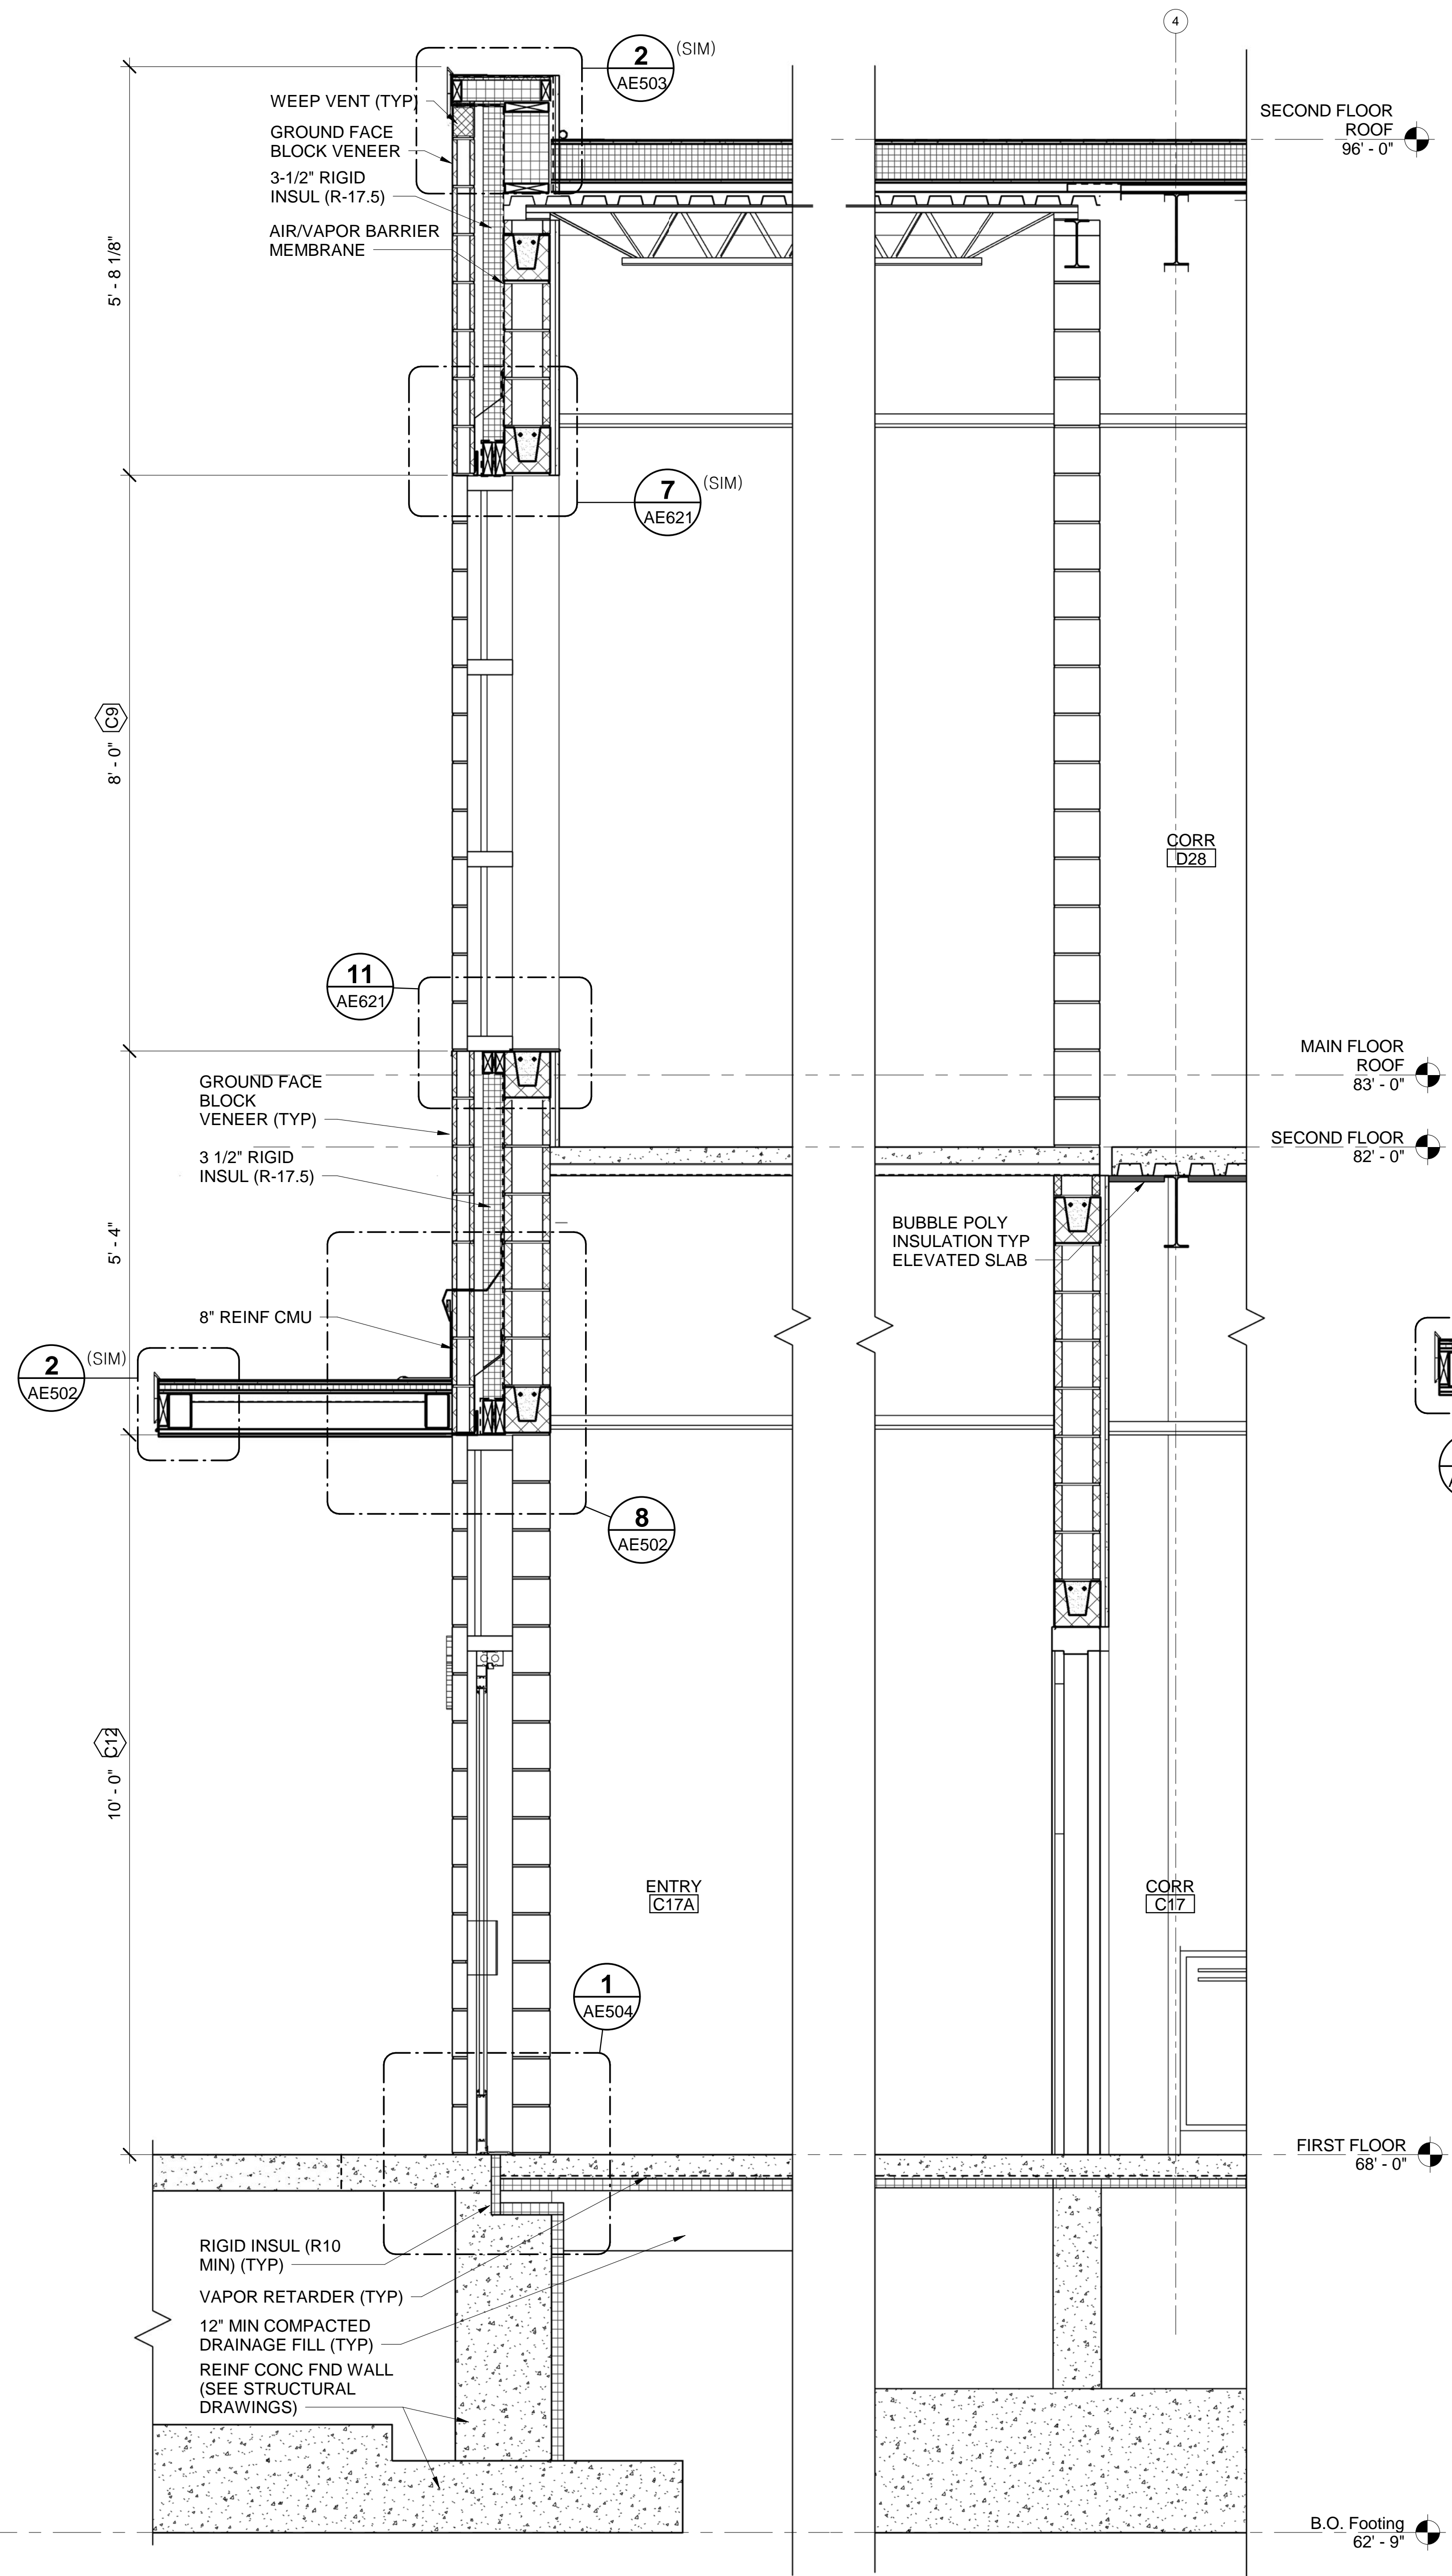 4
2
AE503
(SIM)
WEEP VENT (TYP)
GROUND FACE
BLOCK VENEER
3-1/2" RIGID
INSUL (R-17.5)
AIR/VAPOR BARRIER
MEMBRANE
SECOND FLOOR
ROOF
96' - 0"
5' - 8 1/8"
7
AE621
(SIM)
8' - 0"
C9
CORR
D28
11
AE621
MAIN FLOOR
ROOF
83' - 0"
GROUND FACE
BLOCK
VENEER (TYP)
3 1/2" RIGID
INSUL (R-17.5)
SECOND FLOOR
82' - 0"
BUBBLE POLY
INSULATION TYP
ELEVATED SLAB
5' - 4"
8" REINF CMU
2
AE502
(SIM)
8
AE502
10' - 0"
C12
ENTRY
C17A
CORR
C17
1
AE504
FIRST FLOOR
68' - 0"
RIGID INSUL (R10
MIN) (TYP)
VAPOR RETARDER (TYP)
12" MIN COMPACTED
DRAINAGE FILL (TYP)
REINF CONC FND WALL
(SEE STRUCTURAL
DRAWINGS)
B.O. Footing
62' - 9"